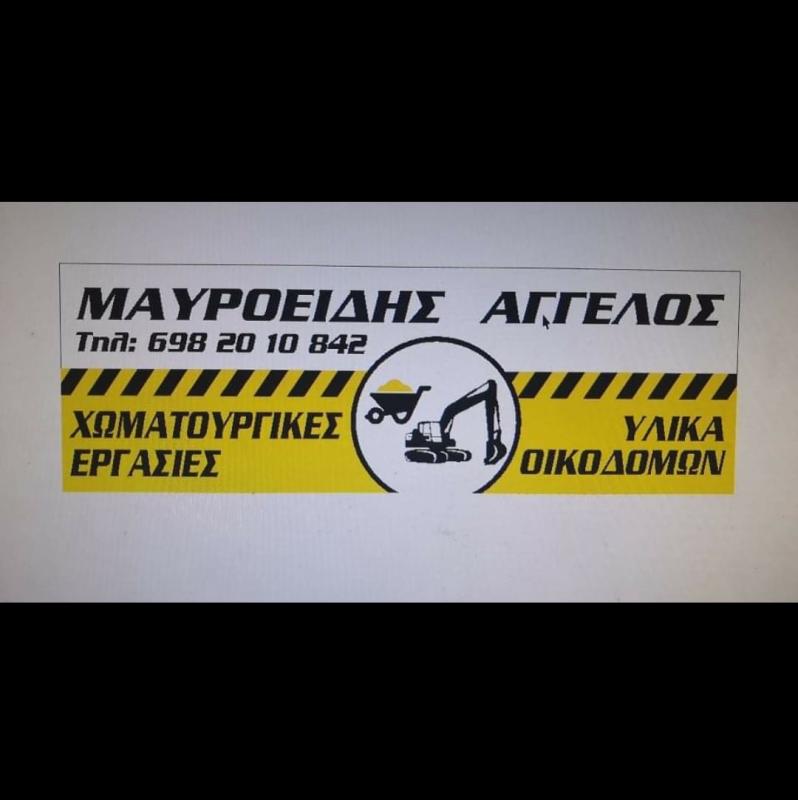 ΜΑΥΡΟΕΙΔΗΣ ΑΓΓΕΛΟΣ
Τηλ: 698 20 10 842
ΧΩΜΑΤΟΥΡΓΙΚΕΣ
ΕΡΓΑΣΙΕΣ
ΥΛΙΚΑ
ΟΙΚΟΔΟΜΩΝ